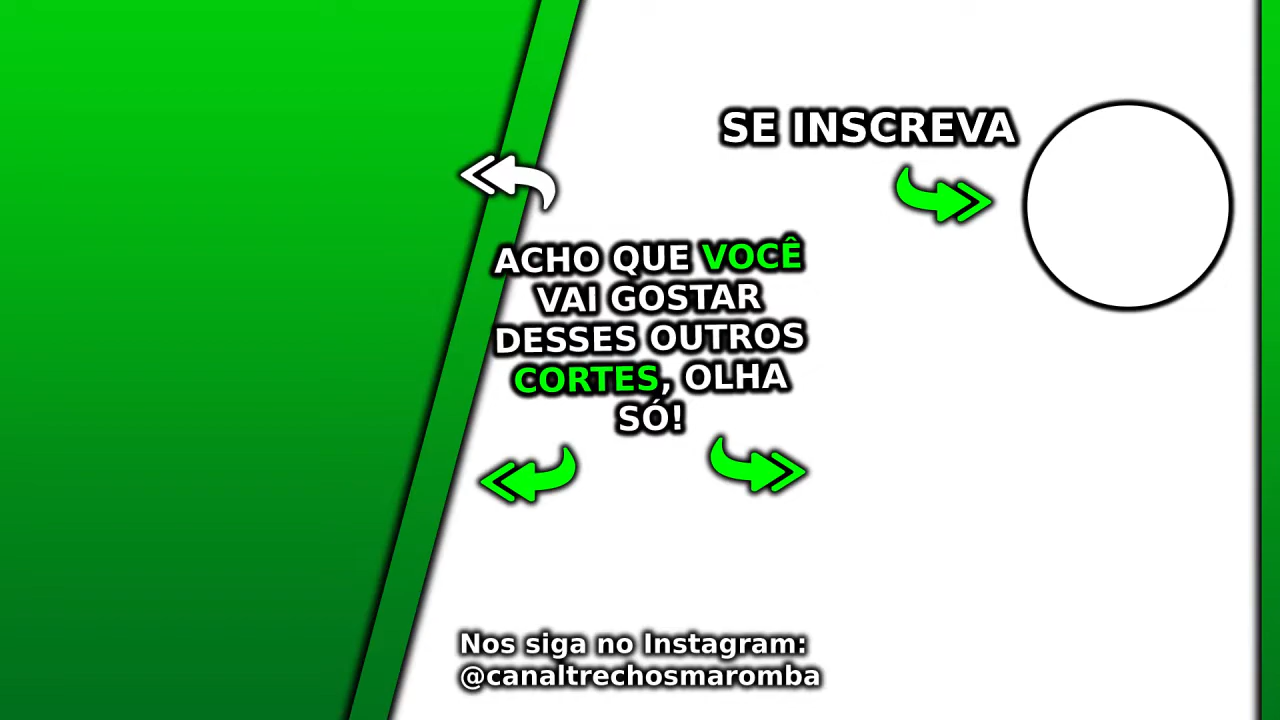 SE INSCREVA
ACHO QUE VOCÊ
VAI GOSTAR
DESSES OUTROS
CORTES, OLHA
SÓ!
Nos siga no Instagram:
@canaltrechosmaromba